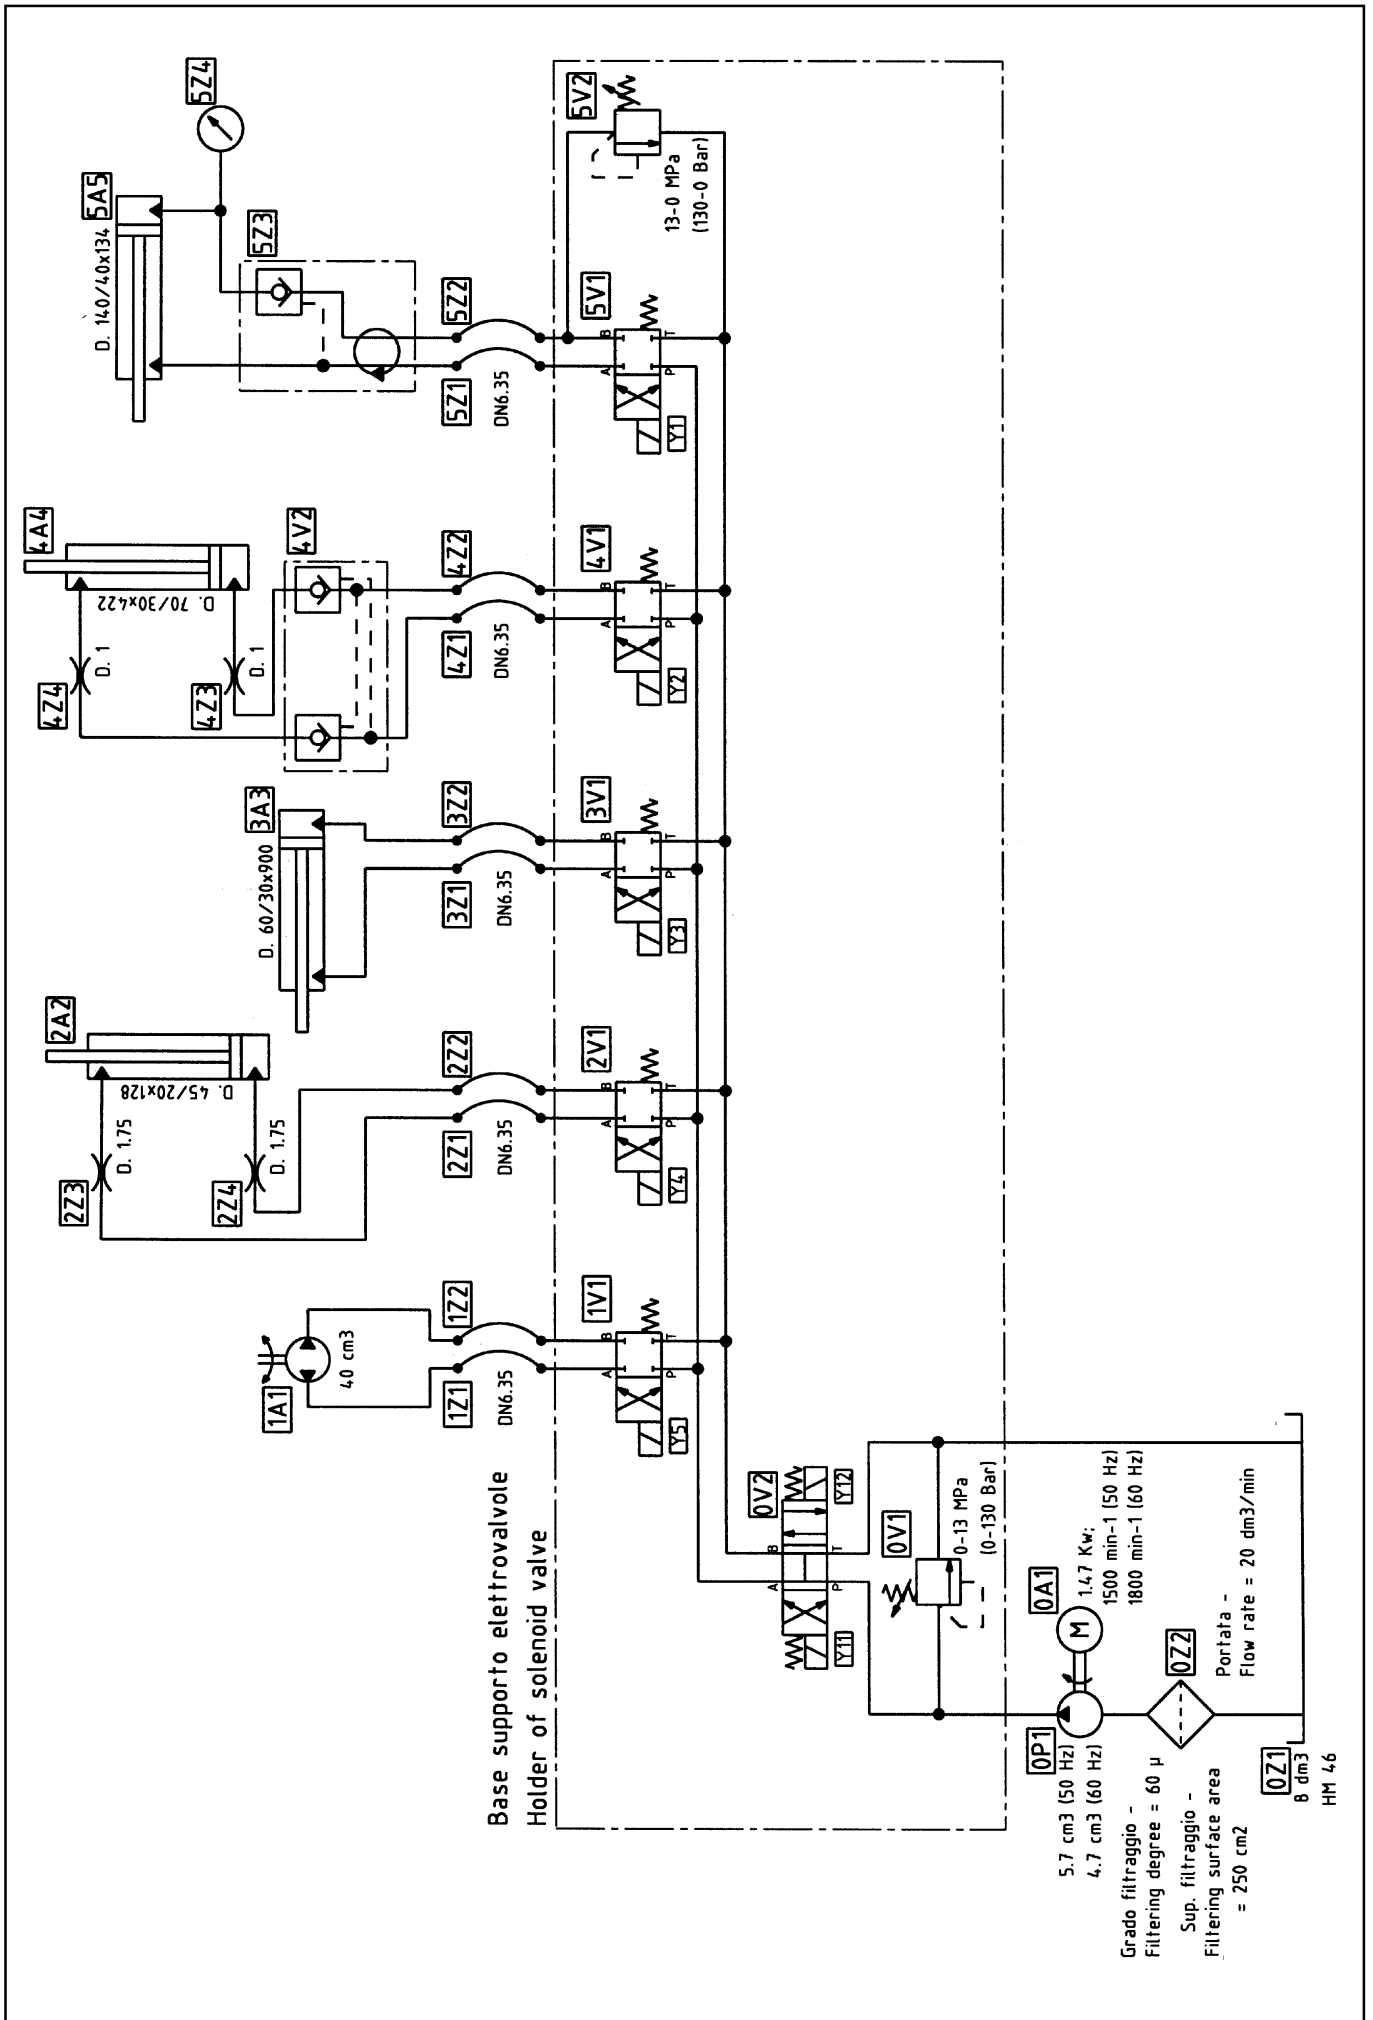 5Z4
5A5
D. 140/40x134
5Z3
5Z2
5Z1
DN6.35
5V2
13-0 MPa
(130-0 Bar)
5V1
A
B
P
T
Y1
4A4
D. 70/30x422
4Z4
D. 1
4Z3
D. 1
4V2
4Z2
4Z1
DN6.35
4V1
A
B
P
T
Y2
3A3
D. 60/30x900
3Z2
3Z1
DN6.35
3V1
A
B
P
T
Y3
2A2
D. 45/20x128
2Z3
D. 1.75
2Z4
D. 1.75
2Z2
2Z1
DN6.35
2V1
A
B
P
T
Y4
1A1
40 cm3
1Z2
1Z1
DN6.35
1V1
A
B
P
T
Y5
Base supporto elettrovalvole
Holder of solenoid valve
0V2
A
B
P
T
Y11
Y12
0V1
0-13 MPa
(0-130 Bar)
0A1
M
1.47 Kw;
1500 min-1 (50 Hz)
1800 min-1 (60 Hz)
0P1
5.7 cm3 (50 Hz)
4.7 cm3 (60 Hz)
0Z2
Grado filtraggio -
Filtering degree = 60 µ
Sup. filtraggio -
Filtering surface area
= 250 cm2
Portata -
Flow rate = 20 dm3/min
0Z1
8 dm3
HM 46